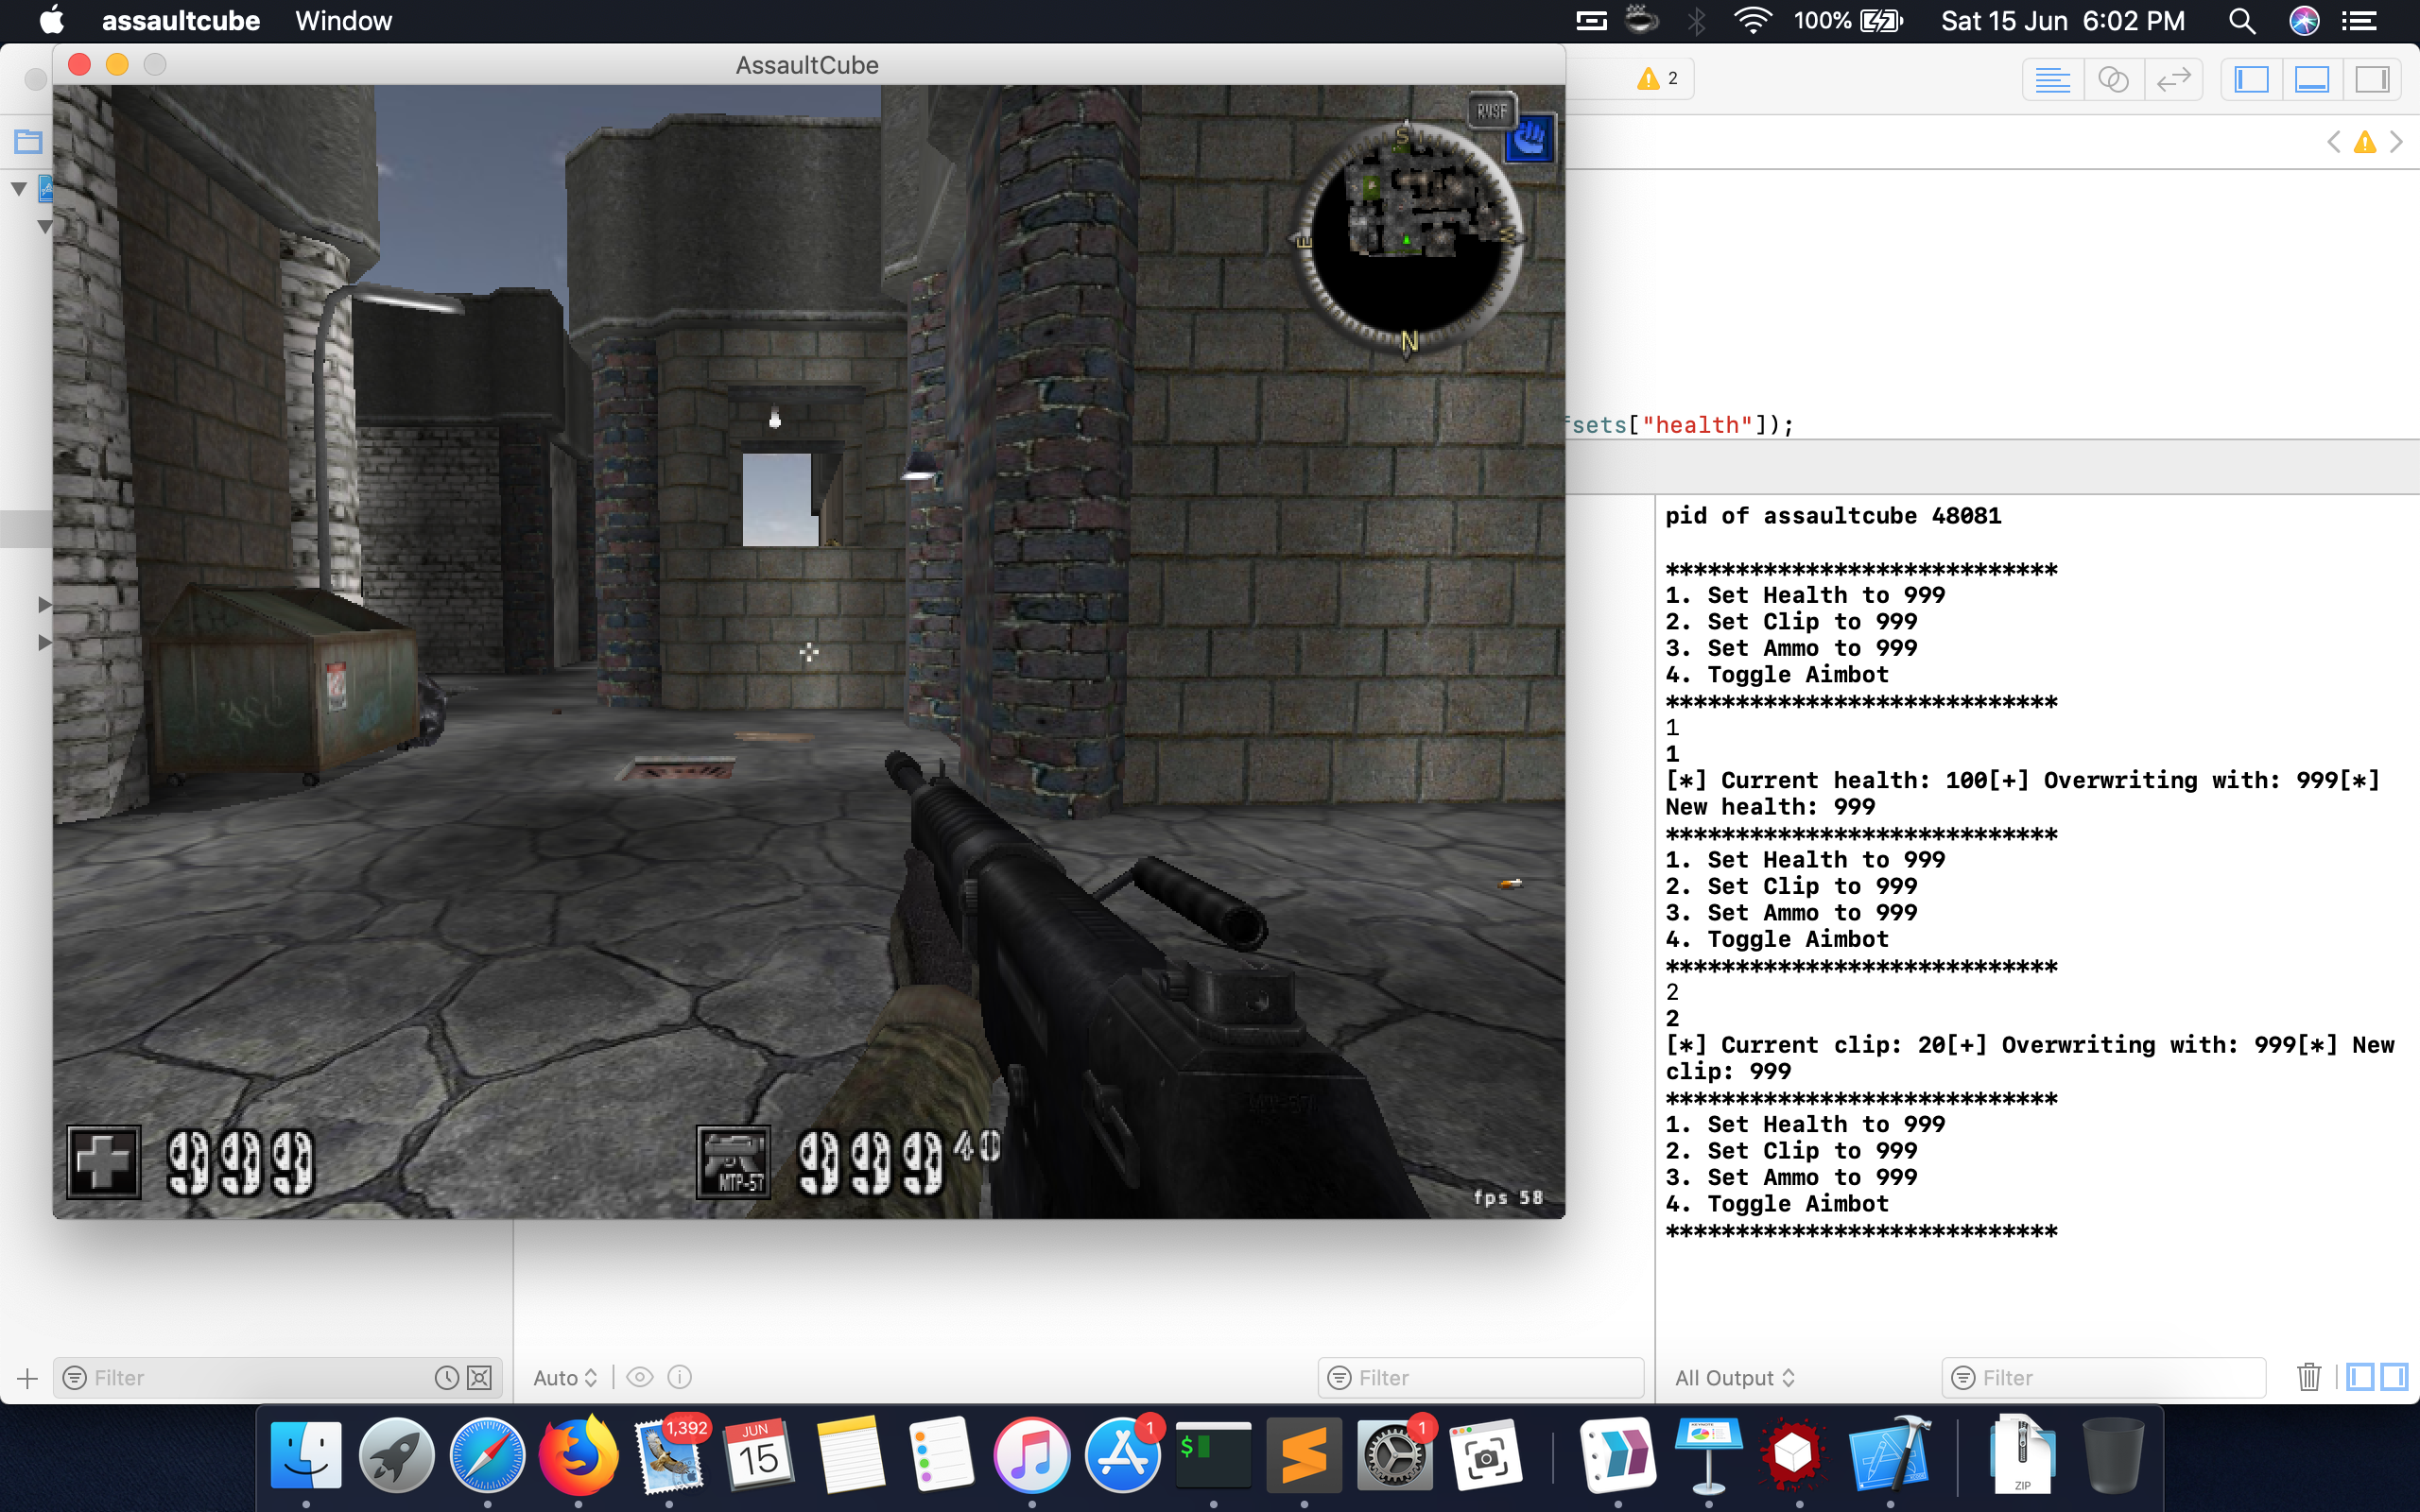 assaultcube Window 100% Sat 15 Jun 6:02 PM
AssaultCube
2
RVSF
S
E
N
fsets["health"]);
pid of assaultcube 48081
****************************
1. Set Health to 999
2. Set Clip to 999
3. Set Ammo to 999
4. Toggle Aimbot
****************************
1
1
[*] Current health: 100[+] Overwriting with: 999[*]
New health: 999
****************************
1. Set Health to 999
2. Set Clip to 999
3. Set Ammo to 999
4. Toggle Aimbot
****************************
2
2
[*] Current clip: 20[+] Overwriting with: 999[*] New
clip: 999
****************************
1. Set Health to 999
2. Set Clip to 999
3. Set Ammo to 999
4. Toggle Aimbot
****************************
999
MTP-57
999 40
fps 58
Filter
Auto
Filter
All Output
Filter
1,392
JUN
15
1
$
1
ZIP